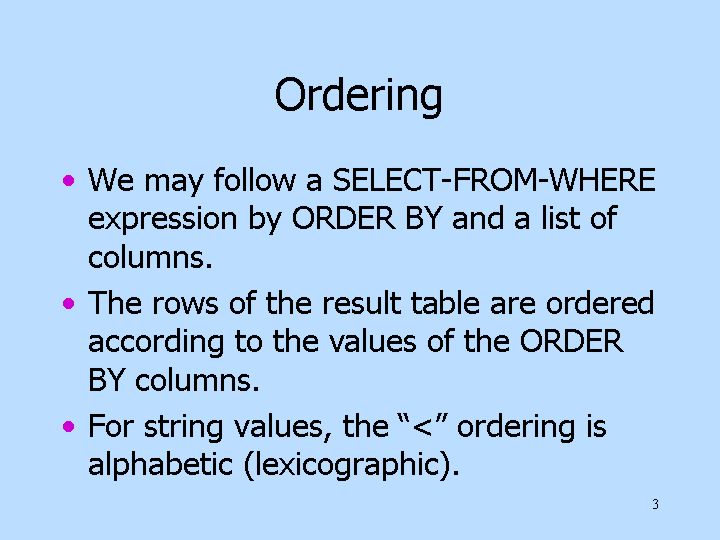 Ordering
• We may follow a SELECT-FROM-WHERE
expression by ORDER BY and a list of
columns.
• The rows of the result table are ordered
according to the values of the ORDER
BY columns.
• For string values, the “<” ordering is
alphabetic (lexicographic).
3